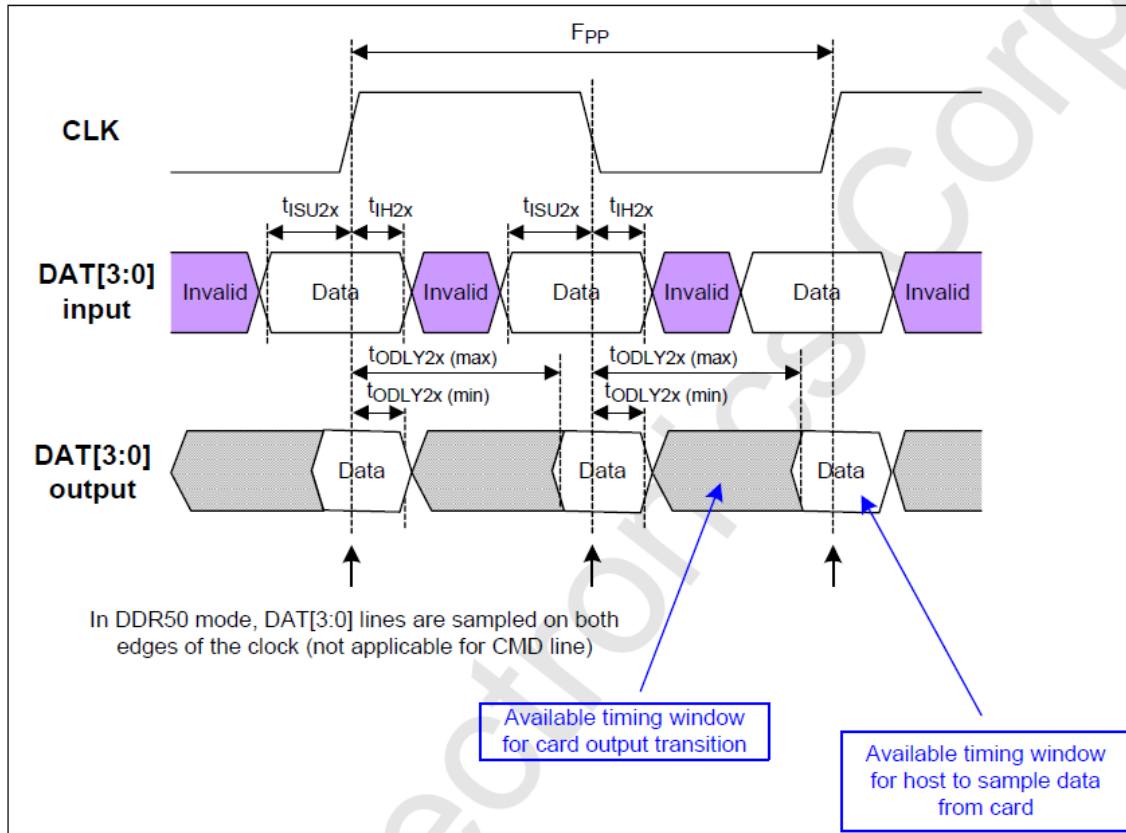 FPP
CLK
tISU2x tIH2x tISU2x tIH2x
DAT[3:0]
input
Invalid Data Invalid Data Invalid Data Invalid
tODLY2x (max) tODLY2x (max)
tODLY2x (min) tODLY2x (min)
DAT[3:0]
output
Data Data Data
In DDR50 mode, DAT[3:0] lines are sampled on both
edges of the clock (not applicable for CMD line)
Available timing window
for card output transition
Available timing window
for host to sample data
from card
ectronics Corp